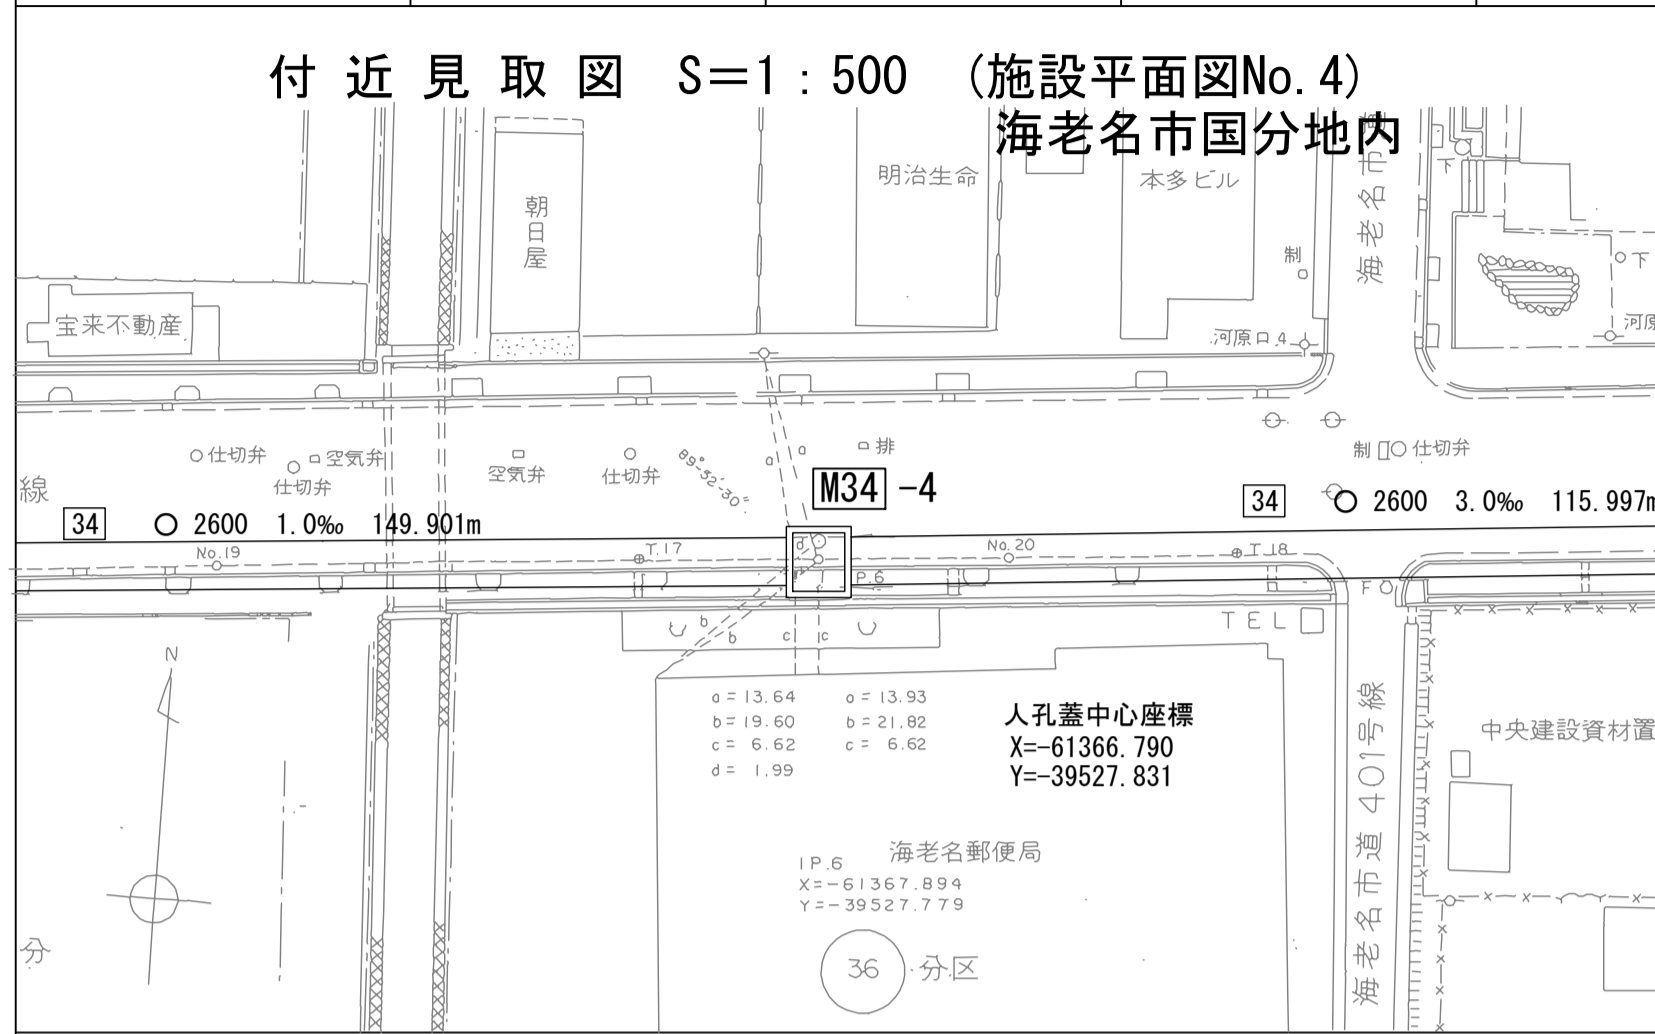 付近見取図 S=1:500 (施設平面図No.4)
海老名市国分地内
明治生命
本多ビル
朝日屋
海老名市
下
制
下
宝来不動産
河原口.4
仕切弁
空気弁
仕切弁
空気弁
仕切弁
89°-52'-30"
a
a
排
制
仕切弁
線
M34 -4
34 ○ 2600 1.0‰ 149.901m
34 ○ 2600 3.0‰ 115.997m
No.19
T.17
d
No.20
T.18
P.6
F
b
b
c
c
TEL
N
a = 13.64 a = 13.93
b = 19.60 b = 21.82
c = 6.62 c = 6.62
d = 1.99
人孔蓋中心座標
X=-61366.790
Y=-39527.831
海老名市道401号線
中央建設資材置
海老名郵便局
IP.6
X=-61367.894
Y=-39527.779
分
36 分区